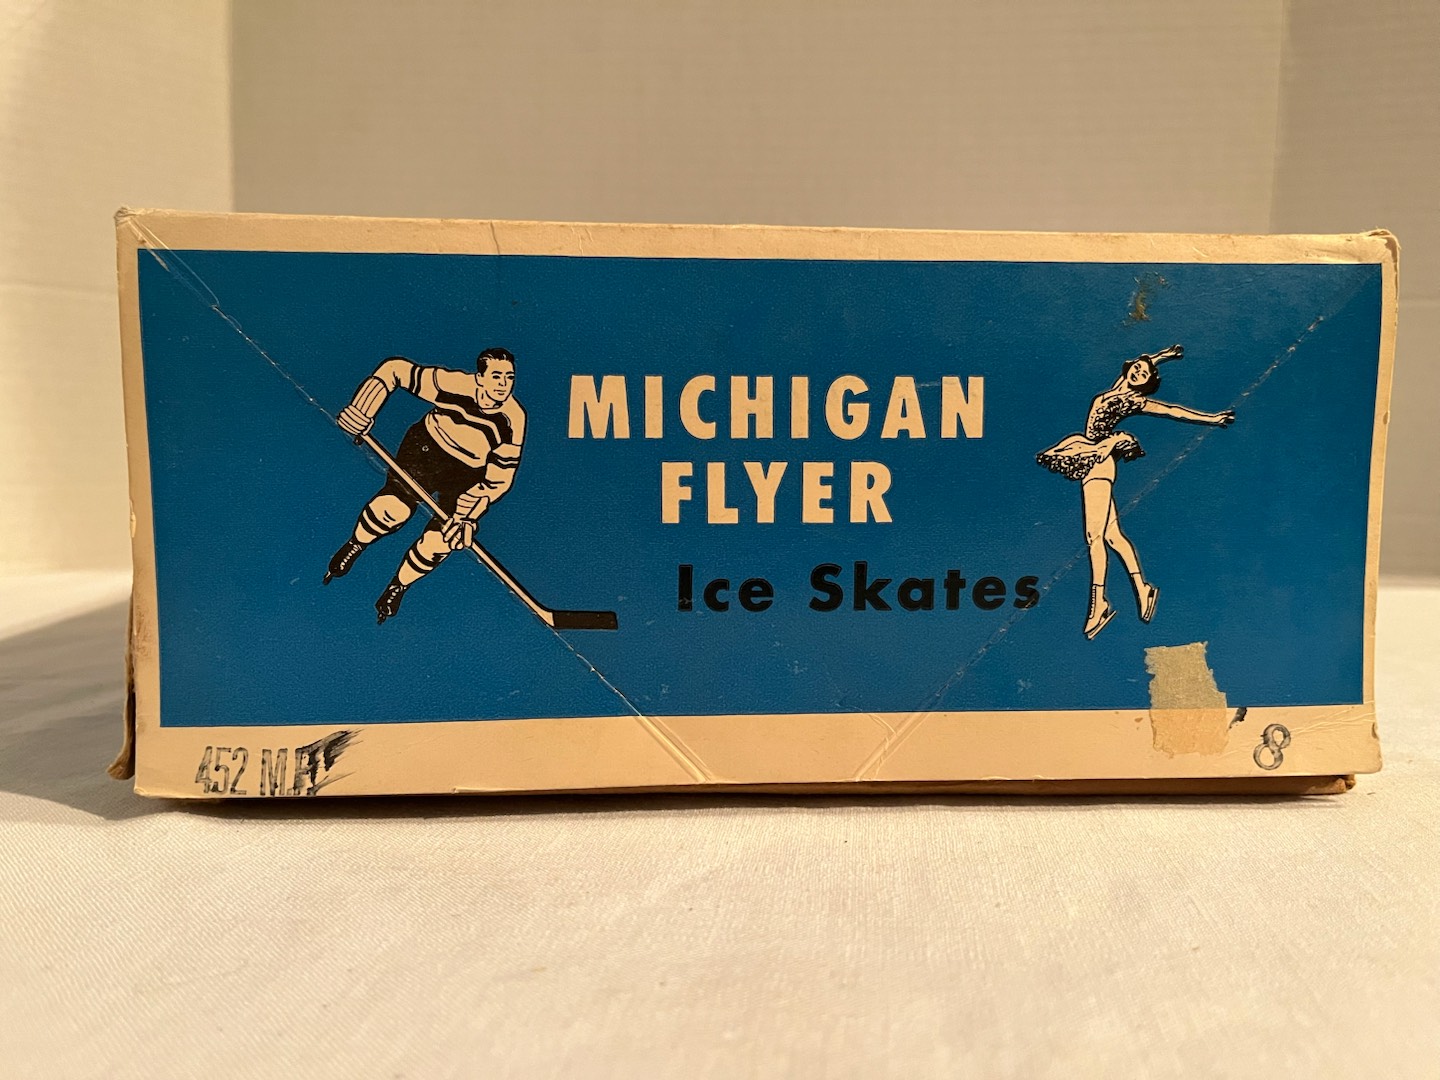 MICHIGAN
FLYER
Ice Skates
452 M.P.
8